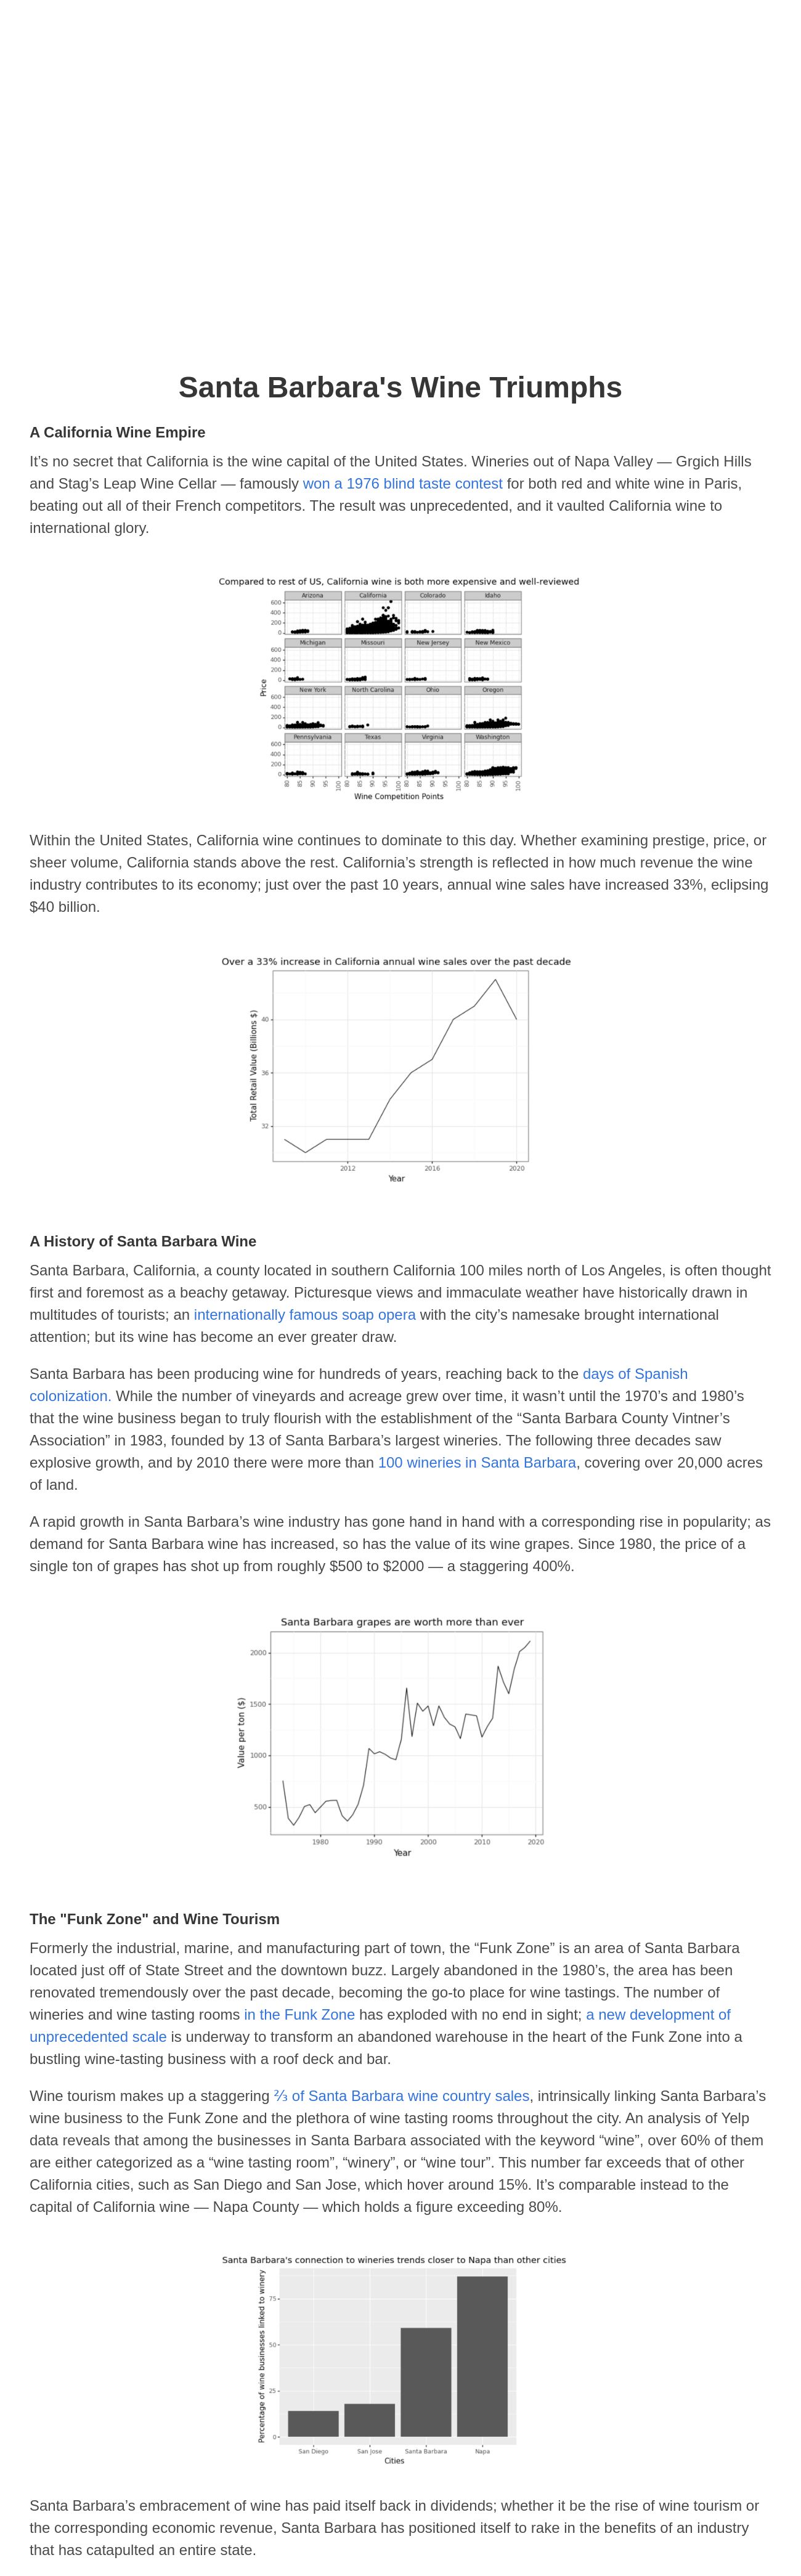 Santa Barbara's Wine Triumphs
A California Wine Empire
It’s no secret that California is the wine capital of the United States. Wineries out of Napa Valley — Grgich Hills
and Stag’s Leap Wine Cellar — famously won a 1976 blind taste contest for both red and white wine in Paris,
beating out all of their French competitors. The result was unprecedented, and it vaulted California wine to
international glory.
Compared to rest of US, California wine is both more expensive and well-reviewed
Arizona California Colorado Idaho
600
400
200
0
Michigan Missouri New Jersey New Mexico
600
400
200
0
Price
New York North Carolina Ohio Oregon
600
400
200
0
Pennsylvania Texas Virginia Washington
600
400
200
0
80 85 90 95 100 80 85 90 95 100 80 85 90 95 100 80 85 90 95 100
Wine Competition Points
Within the United States, California wine continues to dominate to this day. Whether examining prestige, price, or
sheer volume, California stands above the rest. California’s strength is reflected in how much revenue the wine
industry contributes to its economy; just over the past 10 years, annual wine sales have increased 33%, eclipsing
$40 billion.
Over a 33% increase in California annual wine sales over the past decade
Total Retail Value (Billions $)
40
36
32
2012 2016 2020
Year
A History of Santa Barbara Wine
Santa Barbara, California, a county located in southern California 100 miles north of Los Angeles, is often thought
first and foremost as a beachy getaway. Picturesque views and immaculate weather have historically drawn in
multitudes of tourists; an internationally famous soap opera with the city’s namesake brought international
attention; but its wine has become an ever greater draw.
Santa Barbara has been producing wine for hundreds of years, reaching back to the days of Spanish
colonization. While the number of vineyards and acreage grew over time, it wasn’t until the 1970’s and 1980’s
that the wine business began to truly flourish with the establishment of the “Santa Barbara County Vintner’s
Association” in 1983, founded by 13 of Santa Barbara’s largest wineries. The following three decades saw
explosive growth, and by 2010 there were more than 100 wineries in Santa Barbara, covering over 20,000 acres
of land.
A rapid growth in Santa Barbara’s wine industry has gone hand in hand with a corresponding rise in popularity; as
demand for Santa Barbara wine has increased, so has the value of its wine grapes. Since 1980, the price of a
single ton of grapes has shot up from roughly $500 to $2000 — a staggering 400%.
Santa Barbara grapes are worth more than ever
Value per ton ($)
2000
1500
1000
500
1980 1990 2000 2010 2020
Year
The "Funk Zone" and Wine Tourism
Formerly the industrial, marine, and manufacturing part of town, the “Funk Zone” is an area of Santa Barbara
located just off of State Street and the downtown buzz. Largely abandoned in the 1980’s, the area has been
renovated tremendously over the past decade, becoming the go-to place for wine tastings. The number of
wineries and wine tasting rooms in the Funk Zone has exploded with no end in sight; a new development of
unprecedented scale is underway to transform an abandoned warehouse in the heart of the Funk Zone into a
bustling wine-tasting business with a roof deck and bar.
Wine tourism makes up a staggering ⅔ of Santa Barbara wine country sales, intrinsically linking Santa Barbara’s
wine business to the Funk Zone and the plethora of wine tasting rooms throughout the city. An analysis of Yelp
data reveals that among the businesses in Santa Barbara associated with the keyword “wine”, over 60% of them
are either categorized as a “wine tasting room”, “winery”, or “wine tour”. This number far exceeds that of other
California cities, such as San Diego and San Jose, which hover around 15%. It’s comparable instead to the
capital of California wine — Napa County — which holds a figure exceeding 80%.
Santa Barbara's connection to wineries trends closer to Napa than other cities
Percentage of wine businesses linked to winery
75
50
25
0
San Diego San Jose Santa Barbara Napa
Cities
Santa Barbara’s embracement of wine has paid itself back in dividends; whether it be the rise of wine tourism or
the corresponding economic revenue, Santa Barbara has positioned itself to rake in the benefits of an industry
that has catapulted an entire state.